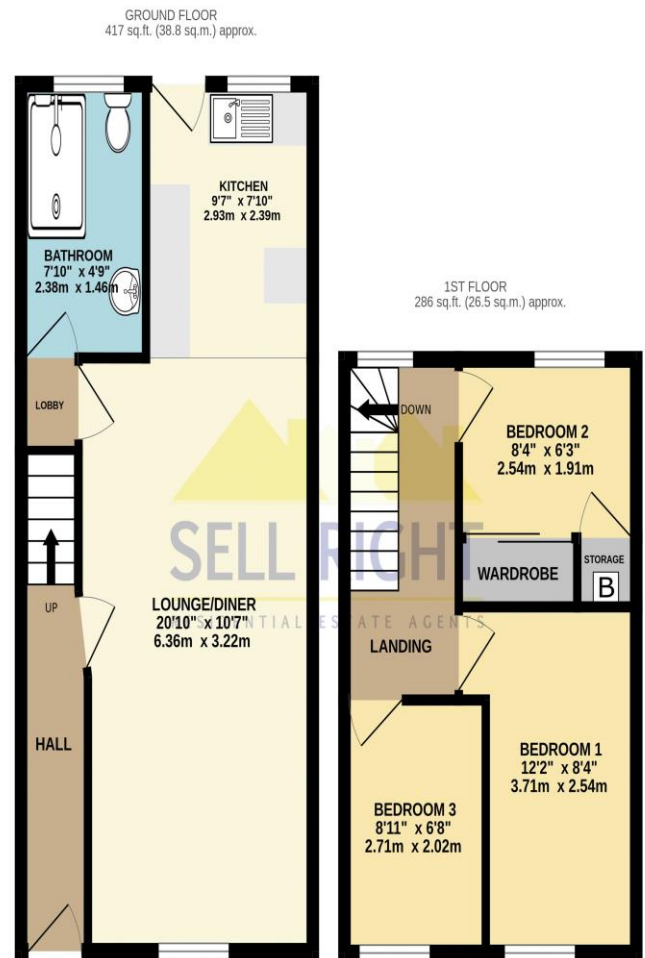 GROUND FLOOR
417 sq.ft. (38.8 sq.m.) approx.
KITCHEN
9'7" x 7'10"
2.93m x 2.39m
BATHROOM
7'10" x 4'9"
2.38m x 1.46m
LOBBY
UP
LOUNGE/DINER
20'10" x 10'7"
6.36m x 3.22m
HALL
1ST FLOOR
286 sq.ft. (26.5 sq.m.) approx.
DOWN
BEDROOM 2
8'4" x 6'3"
2.54m x 1.91m
WARDROBE
STORAGE
B
LANDING
BEDROOM 1
12'2" x 8'4"
3.71m x 2.54m
BEDROOM 3
8'11" x 6'8"
2.71m x 2.02m
SELL RIGHT
ESTATE AGENTS